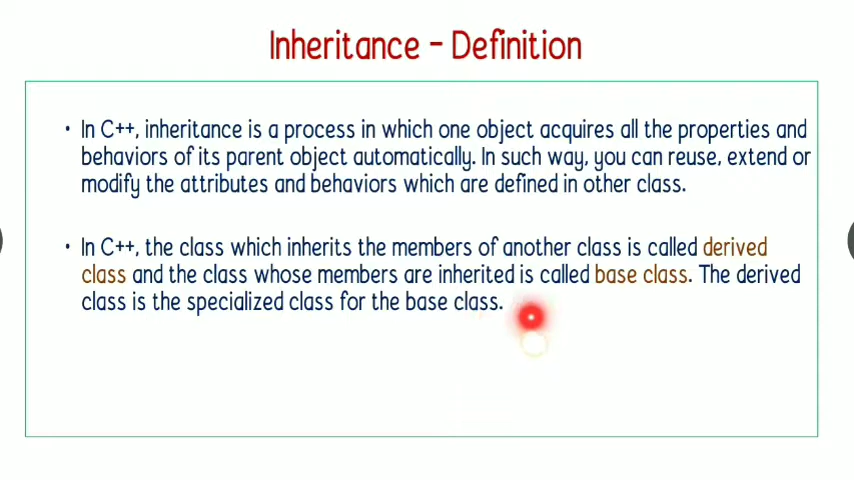 Inheritance - Definition
• In C++, inheritance is a process in which one object acquires all the properties and
behaviors of its parent object automatically. In such way, you can reuse, extend or
modify the attributes and behaviors which are defined in other class.
• In C++, the class which inherits the members of another class is called derived
class and the class whose members are inherited is called base class. The derived
class is the specialized class for the base class.